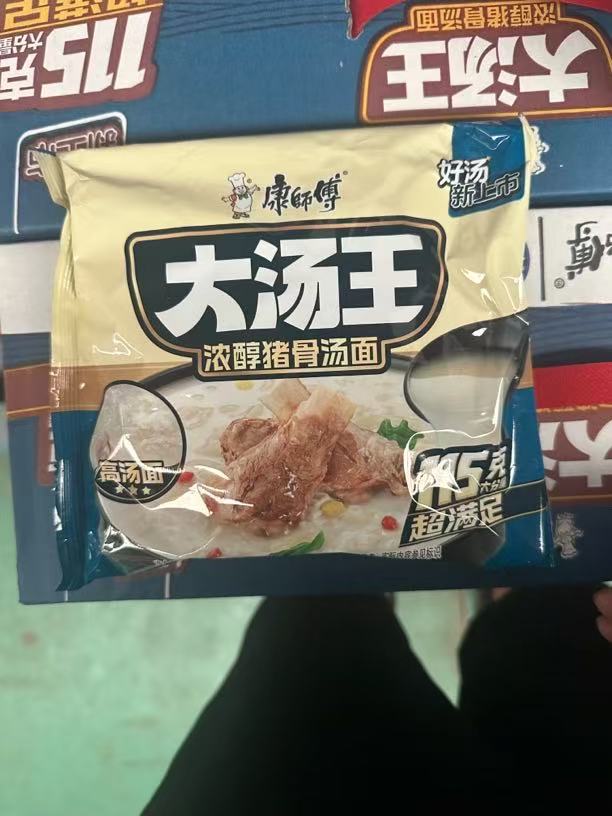 大汤王
浓醇猪骨汤面
115克
康師傅
好汤
新上市
大汤王
浓醇猪骨汤面
高汤面
115克
超满足